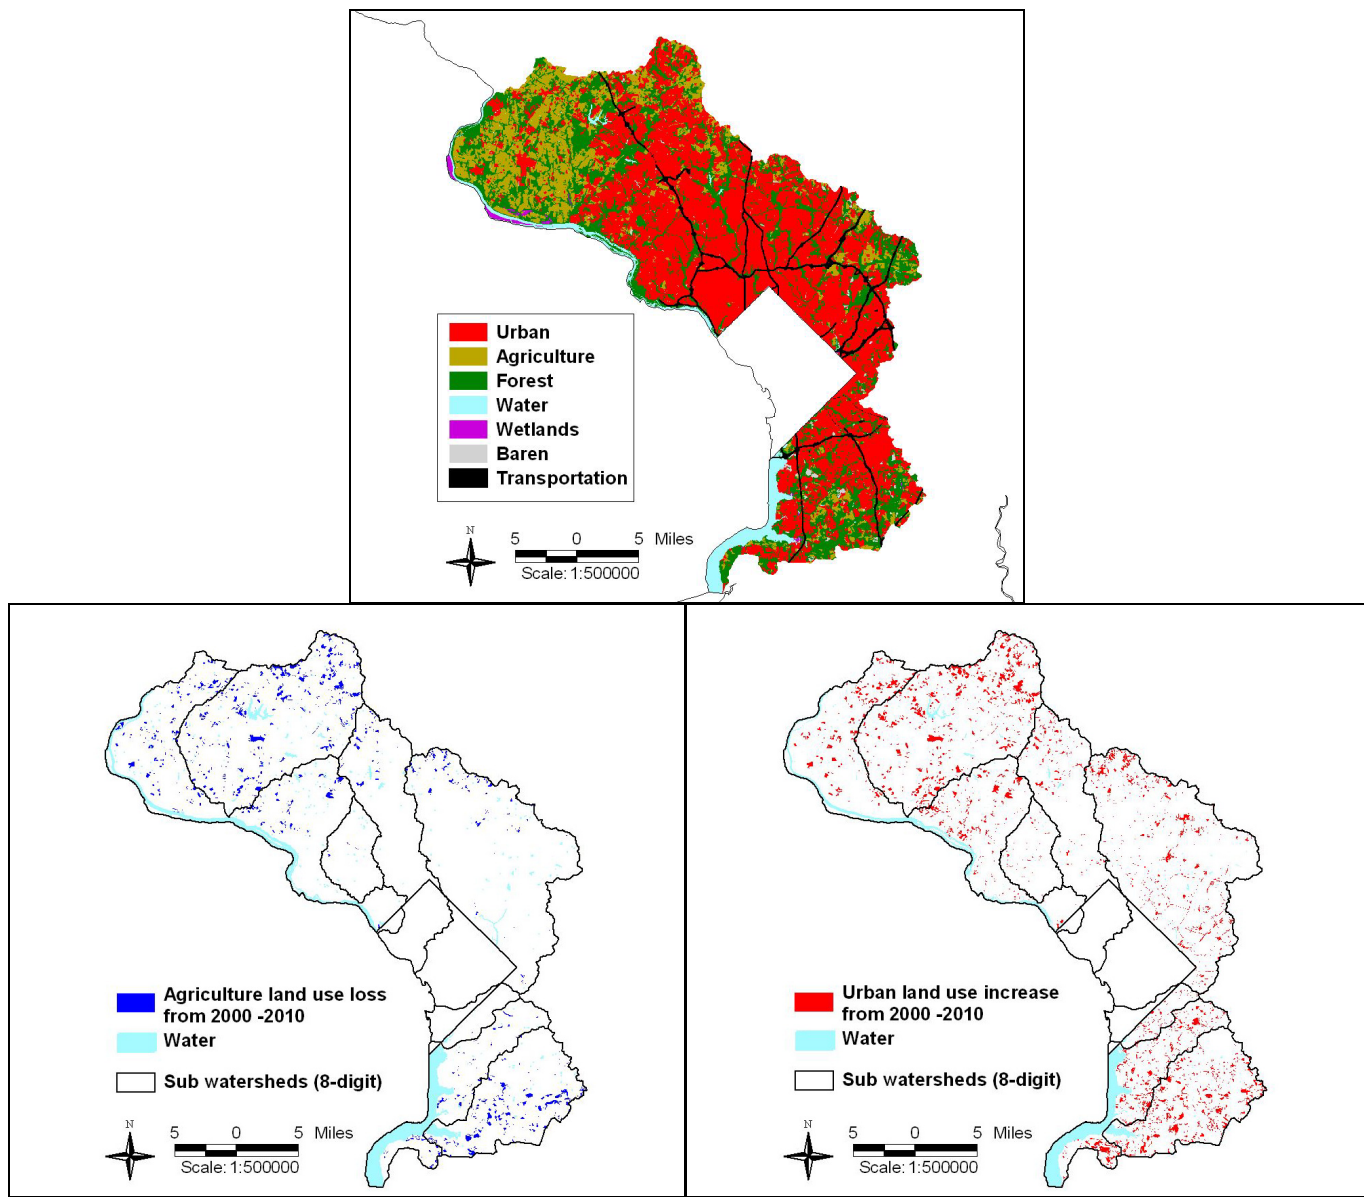 Urban
Agriculture
Forest
Water
Wetlands
Baren
Transportation
N
5 0 5 Miles
Scale: 1:500000
Agriculture land use loss
from 2000 -2010
Water
Sub watersheds (8-digit)
N
5 0 5 Miles
Scale: 1:500000
Urban land use increase
from 2000 -2010
Water
Sub watersheds (8-digit)
N
5 0 5 Miles
Scale: 1:500000